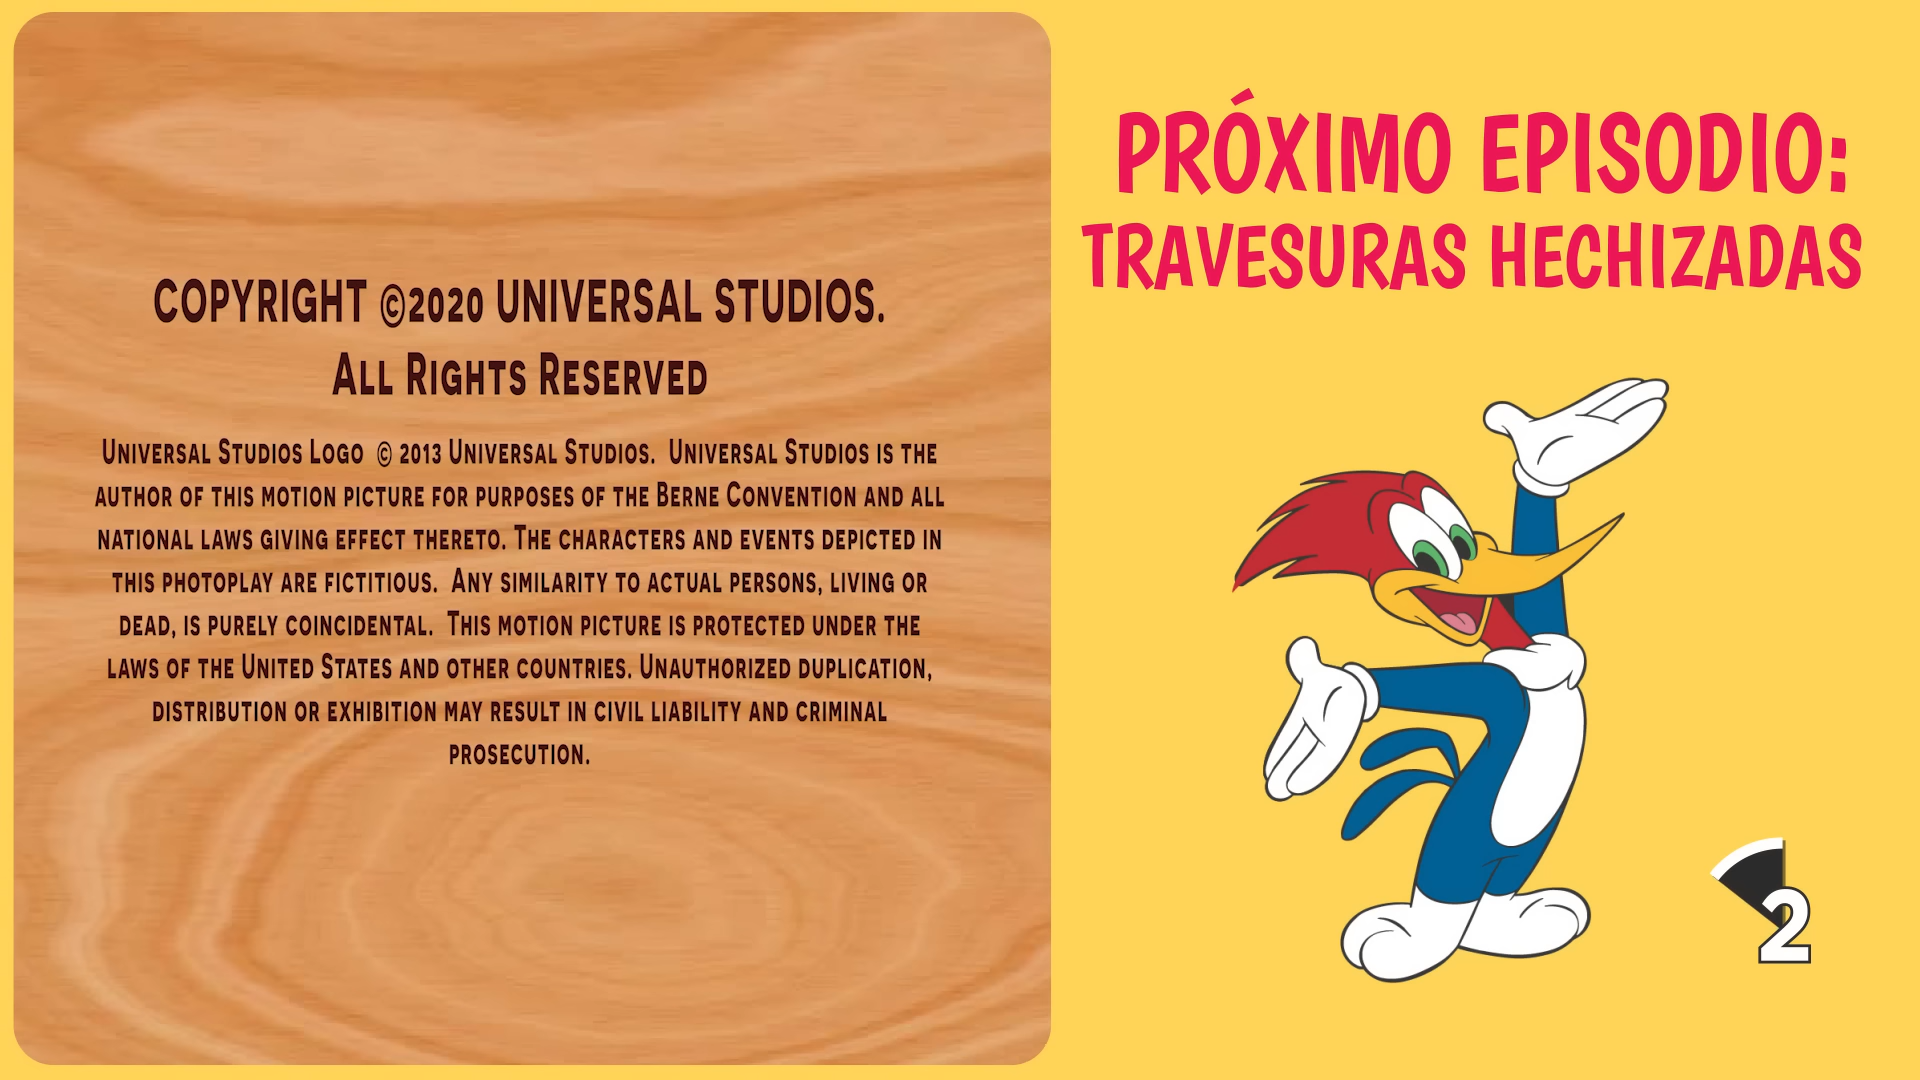 COPYRIGHT ©2020 UNIVERSAL STUDIOS.
ALL RIGHTS RESERVED
UNIVERSAL STUDIOS LOGO © 2013 UNIVERSAL STUDIOS. UNIVERSAL STUDIOS IS THE
AUTHOR OF THIS MOTION PICTURE FOR PURPOSES OF THE BERNE CONVENTION AND ALL
NATIONAL LAWS GIVING EFFECT THERETO. THE CHARACTERS AND EVENTS DEPICTED IN
THIS PHOTOPLAY ARE FICTITIOUS. ANY SIMILARITY TO ACTUAL PERSONS, LIVING OR
DEAD, IS PURELY COINCIDENTAL. THIS MOTION PICTURE IS PROTECTED UNDER THE
LAWS OF THE UNITED STATES AND OTHER COUNTRIES. UNAUTHORIZED DUPLICATION,
DISTRIBUTION OR EXHIBITION MAY RESULT IN CIVIL LIABILITY AND CRIMINAL
PROSECUTION.
PRÓXIMO EPISODIO:
TRAVESURAS HECHIZADAS
2